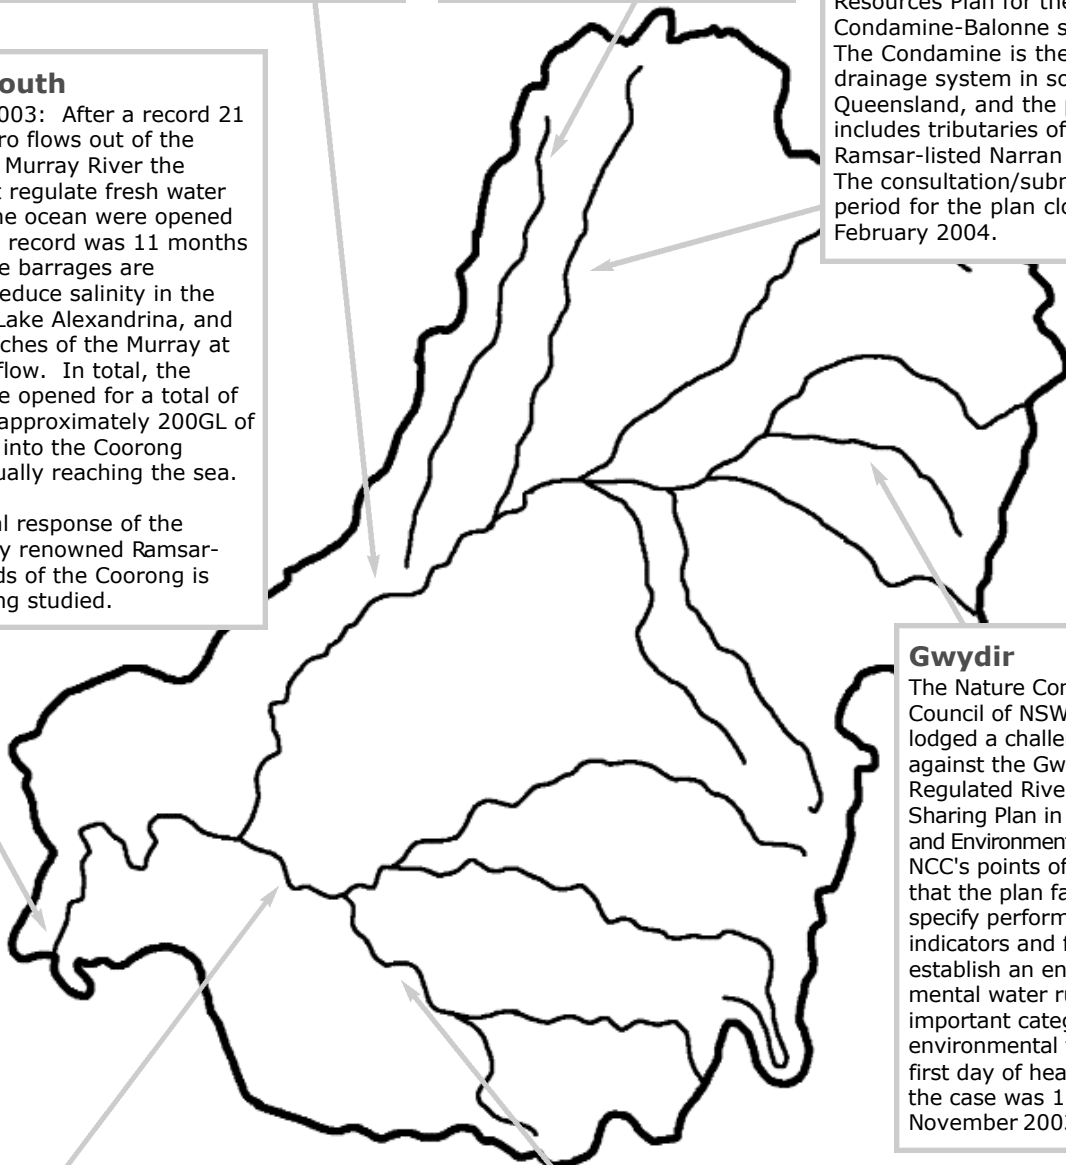 outh
003: After a record 21
ro flows out of the
Murray River the
t regulate fresh water
ne ocean were opened
record was 11 months
e barrages are
educe salinity in the
Lake Alexandrina, and
ches of the Murray at
flow. In total, the
e opened for a total of
approximately 200GL of
into the Coorong
ually reaching the sea.
al response of the
y renowned Ramsar-
ds of the Coorong is
ng studied.
Resources Plan for the
Condamine-Balonne s
The Condamine is the
drainage system in so
Queensland, and the p
includes tributaries of
Ramsar-listed Narran
The consultation/subr
period for the plan clo
February 2004.
Gwydir
The Nature Cor
Council of NSW
lodged a challe
against the Gw
Regulated Rive
Sharing Plan in
and Environment
NCC's points of
that the plan fa
specify perform
indicators and f
establish an en
mental water ru
important categ
environmental
first day of hea
the case was 1
November 2003